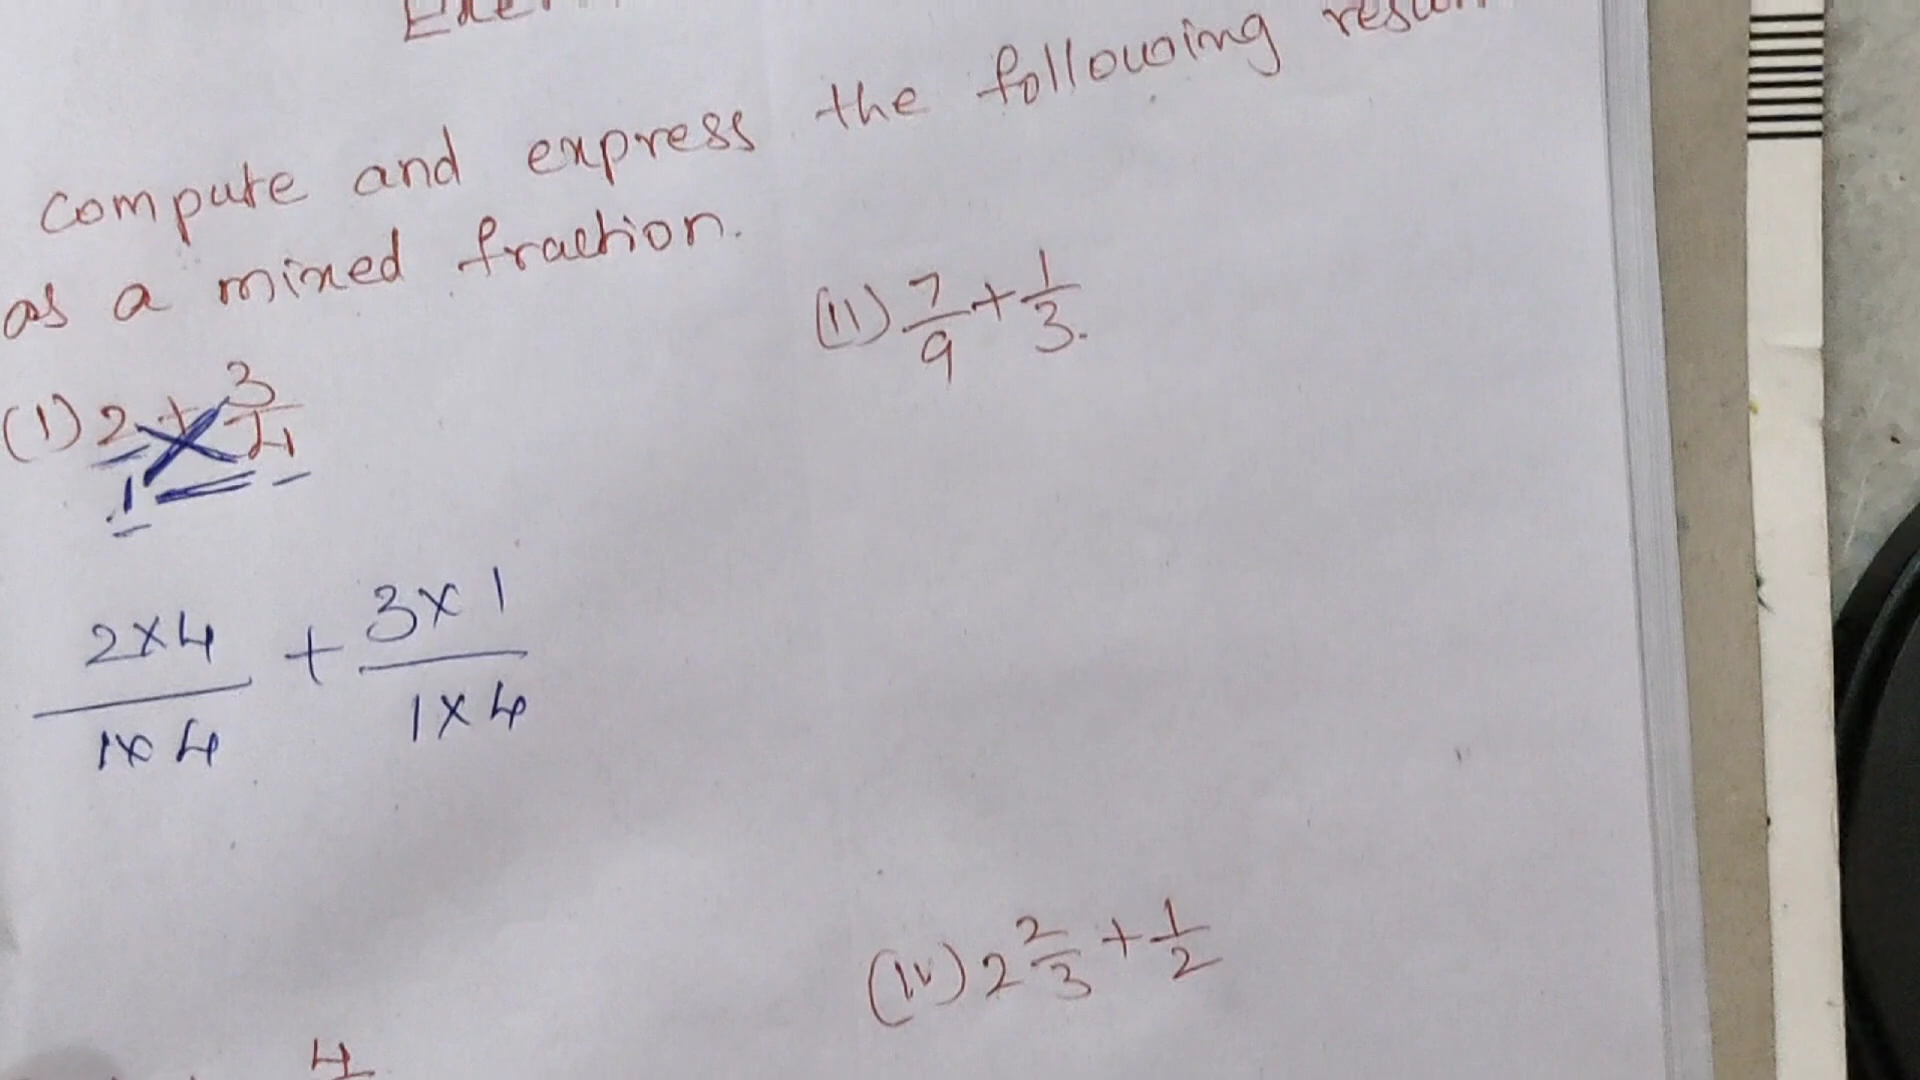 compute and express the following
as a mixed fraction.
(i) 2 + 3/4
1
(ii) 7/9 + 1/3.
2×4/1×4 + 3×1/1×4
(iv) 2 2/3 + 1/2
4